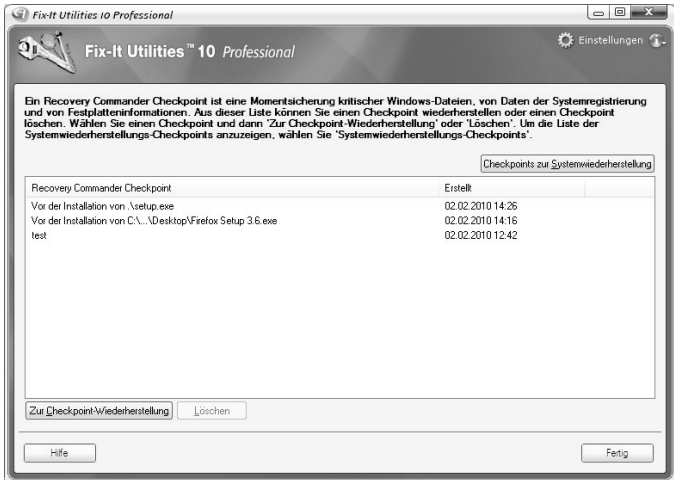 Fix-It Utilities 10 Professional
Fix-It Utilities™ 10 Professional
Einstellungen
Ein Recovery Commander Checkpoint ist eine Momentsicherung kritischer Windows-Dateien, von Daten der Systemregistrierung
und von Festplatteninformationen. Aus dieser Liste können Sie einen Checkpoint wiederherstellen oder einen Checkpoint
löschen. Wählen Sie einen Checkpoint und dann 'Zur Checkpoint-Wiederherstellung' oder 'Löschen'. Um die Liste der
Systemwiederherstellungs-Checkpoints anzuzeigen, wählen Sie 'Systemwiederherstellungs-Checkpoints'.
Checkpoints zur Systemwiederherstellung
Recovery Commander Checkpoint Erstellt
Vor der Installation von .\setup.exe 02.02.2010 14:26
Vor der Installation von C:\...\Desktop\Firefox Setup 3.6.exe 02.02.2010 14:16
test 02.02.2010 12:42
Zur Checkpoint-Wiederherstellung Löschen
Hilfe Fertig